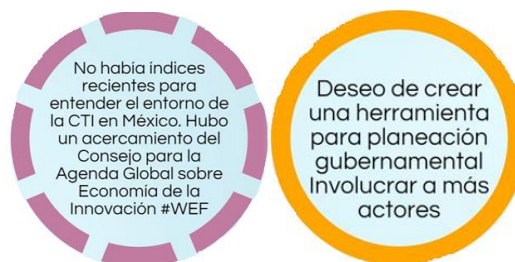 No había indices
recientes para
entender el entorno de
la CTI en México. Hubo
un acercamiento del
Consejo para la
Agenda Global sobre
Economía de la
Innovación #WEF
Deseo de crear
una herramienta
para planeación
gubernamental
Involucrar a más
actores